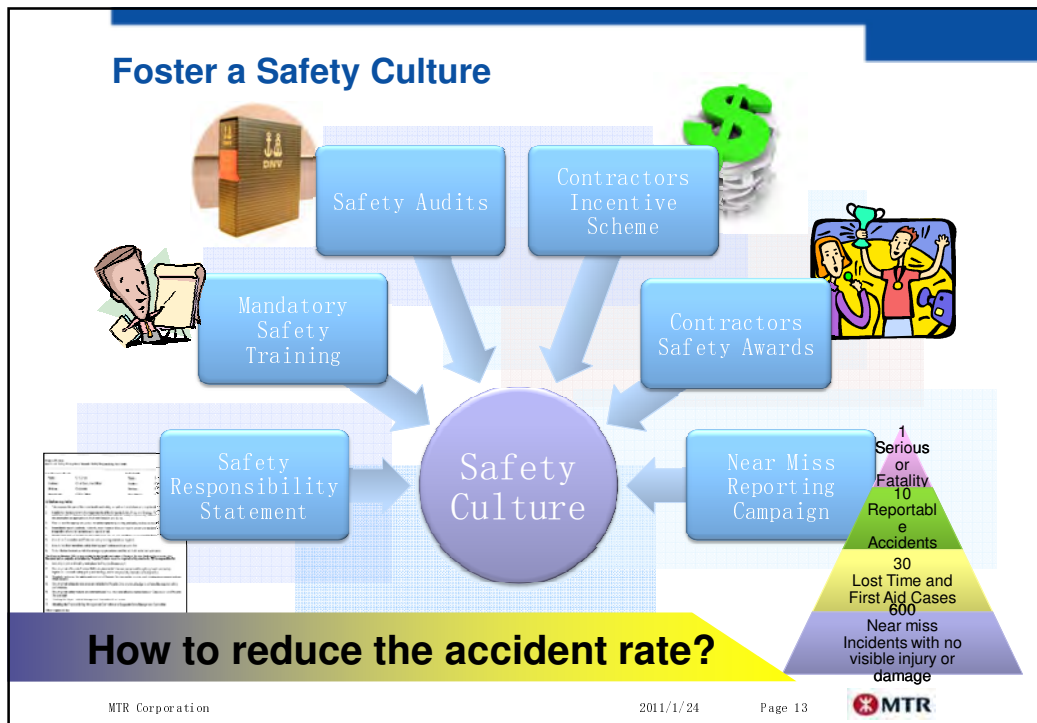 Foster a Safety Culture
DNV
Safety Audits
Contractors
Incentive
Scheme
Mandatory
Safety
Training
Contractors
Safety Awards
Safety
Responsibility
Statement
Safety
Culture
Near Miss
Reporting
Campaign
1
Serious
or
Fatality
10
Reportabl
e
Accidents
30
Lost Time and
First Aid Cases
600
Near miss
Incidents with no
visible injury or
damage
How to reduce the accident rate?
MTR Corporation
2011/1/24
Page 13
MTR